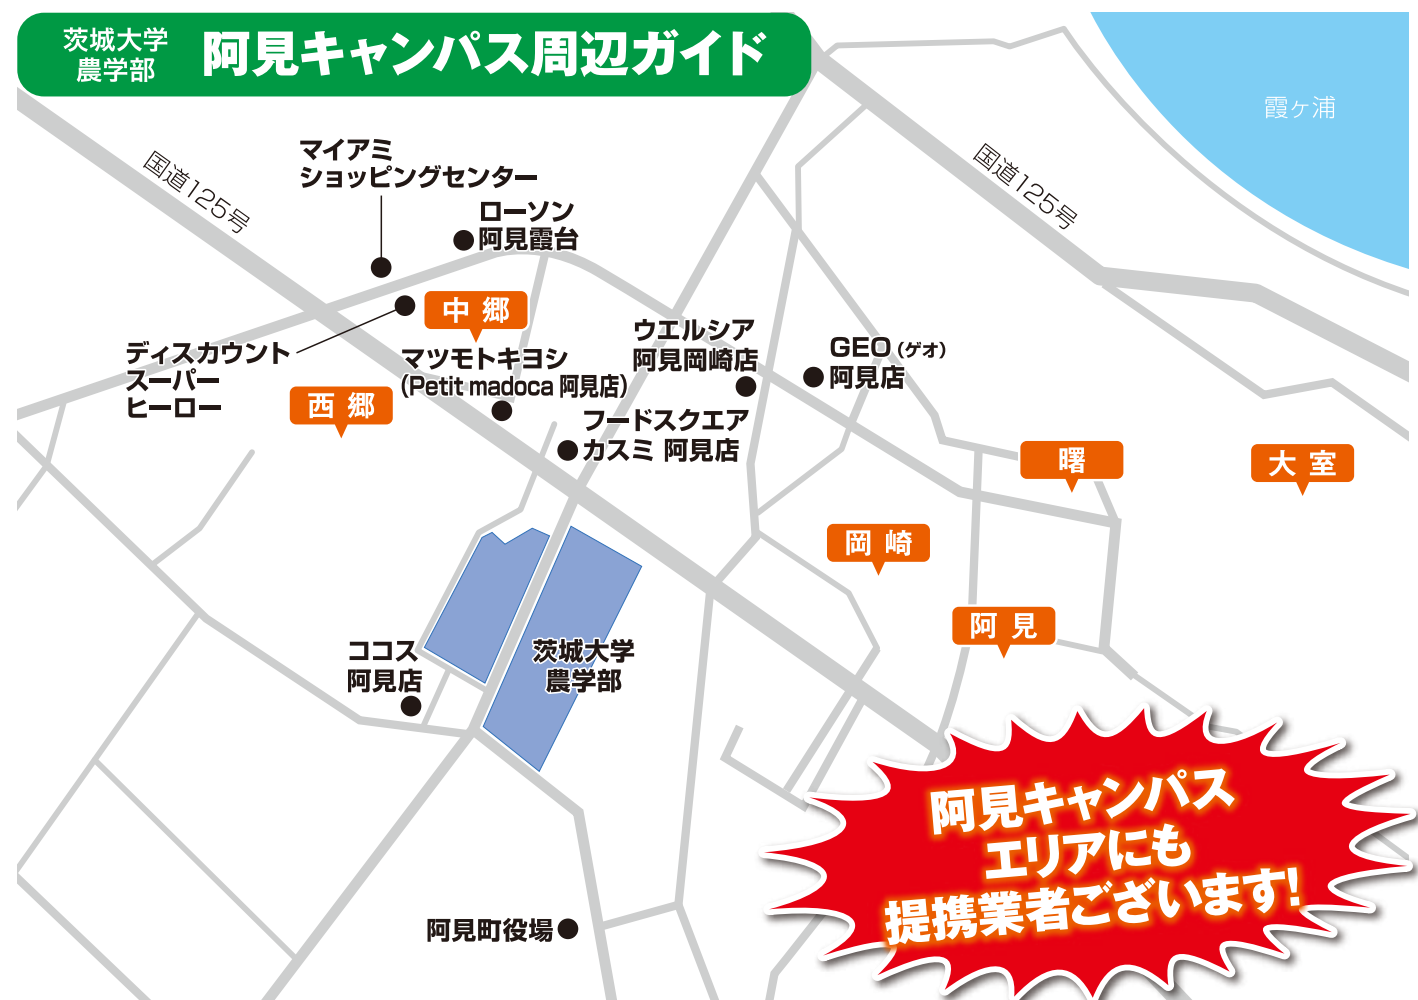 茨城大学
農学部
阿見キャンパス周辺ガイド
霞ヶ浦
国道125号
国道125号
マイアミ
ショッピングセンター
ローソン
阿見霞台
中郷
ディスカウント
スーパー
ヒーロー
マツモトキヨシ
(Petit madoca 阿見店)
ウエルシア
阿見岡崎店
GEO(ゲオ)
阿見店
西郷
フードスクエア
カスミ 阿見店
曙
大室
岡崎
阿見
ココス
阿見店
茨城大学
農学部
阿見町役場
阿見キャンパス
エリアにも
提携業者ございます!